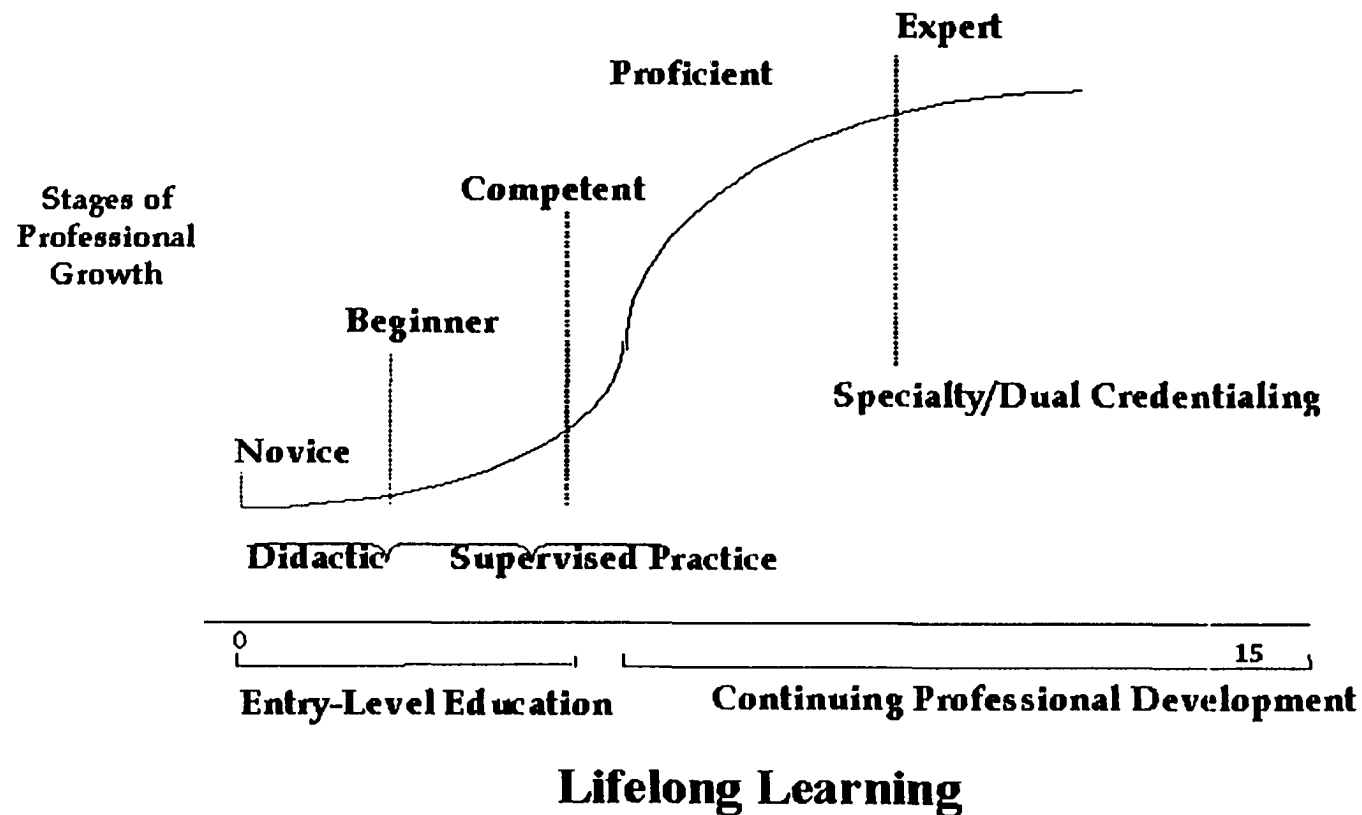 Expert
Proficient
Competent
Stages of
Professional
Growth
Beginner
Specialty/Dual Credentialing
Novice
Didactic
Supervised Practice
0
15
Entry-Level Education
Continuing Professional Development
Lifelong Learning